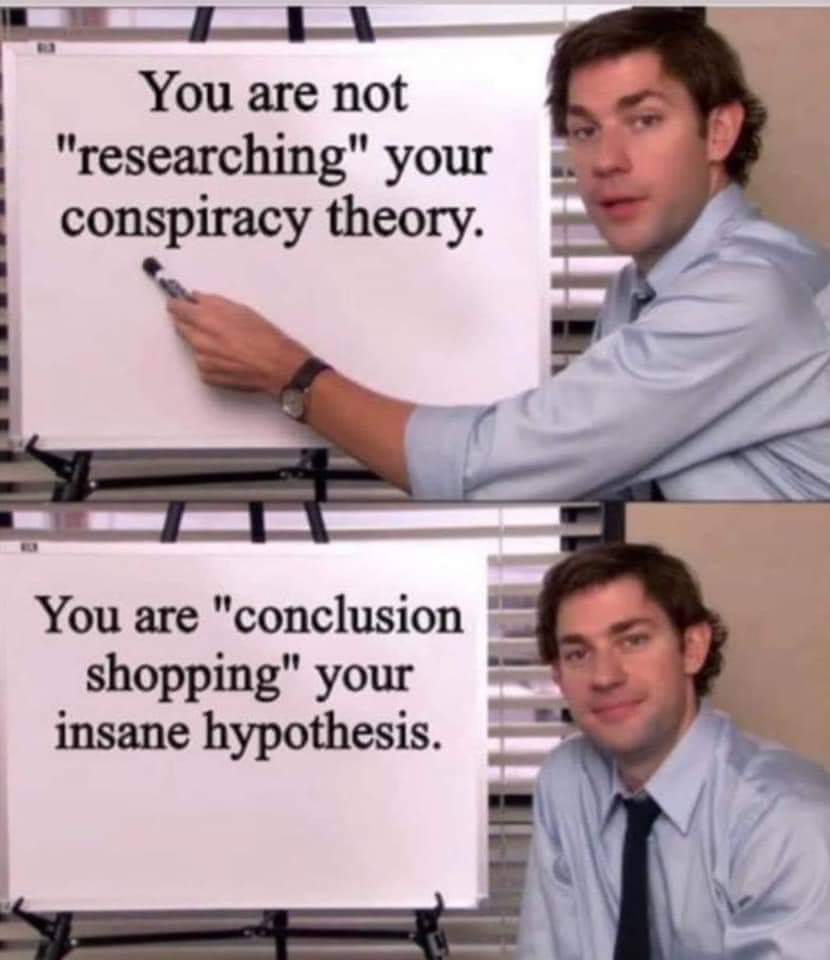 You are not
"researching" your
conspiracy theory.
You are "conclusion
shopping" your
insane hypothesis.